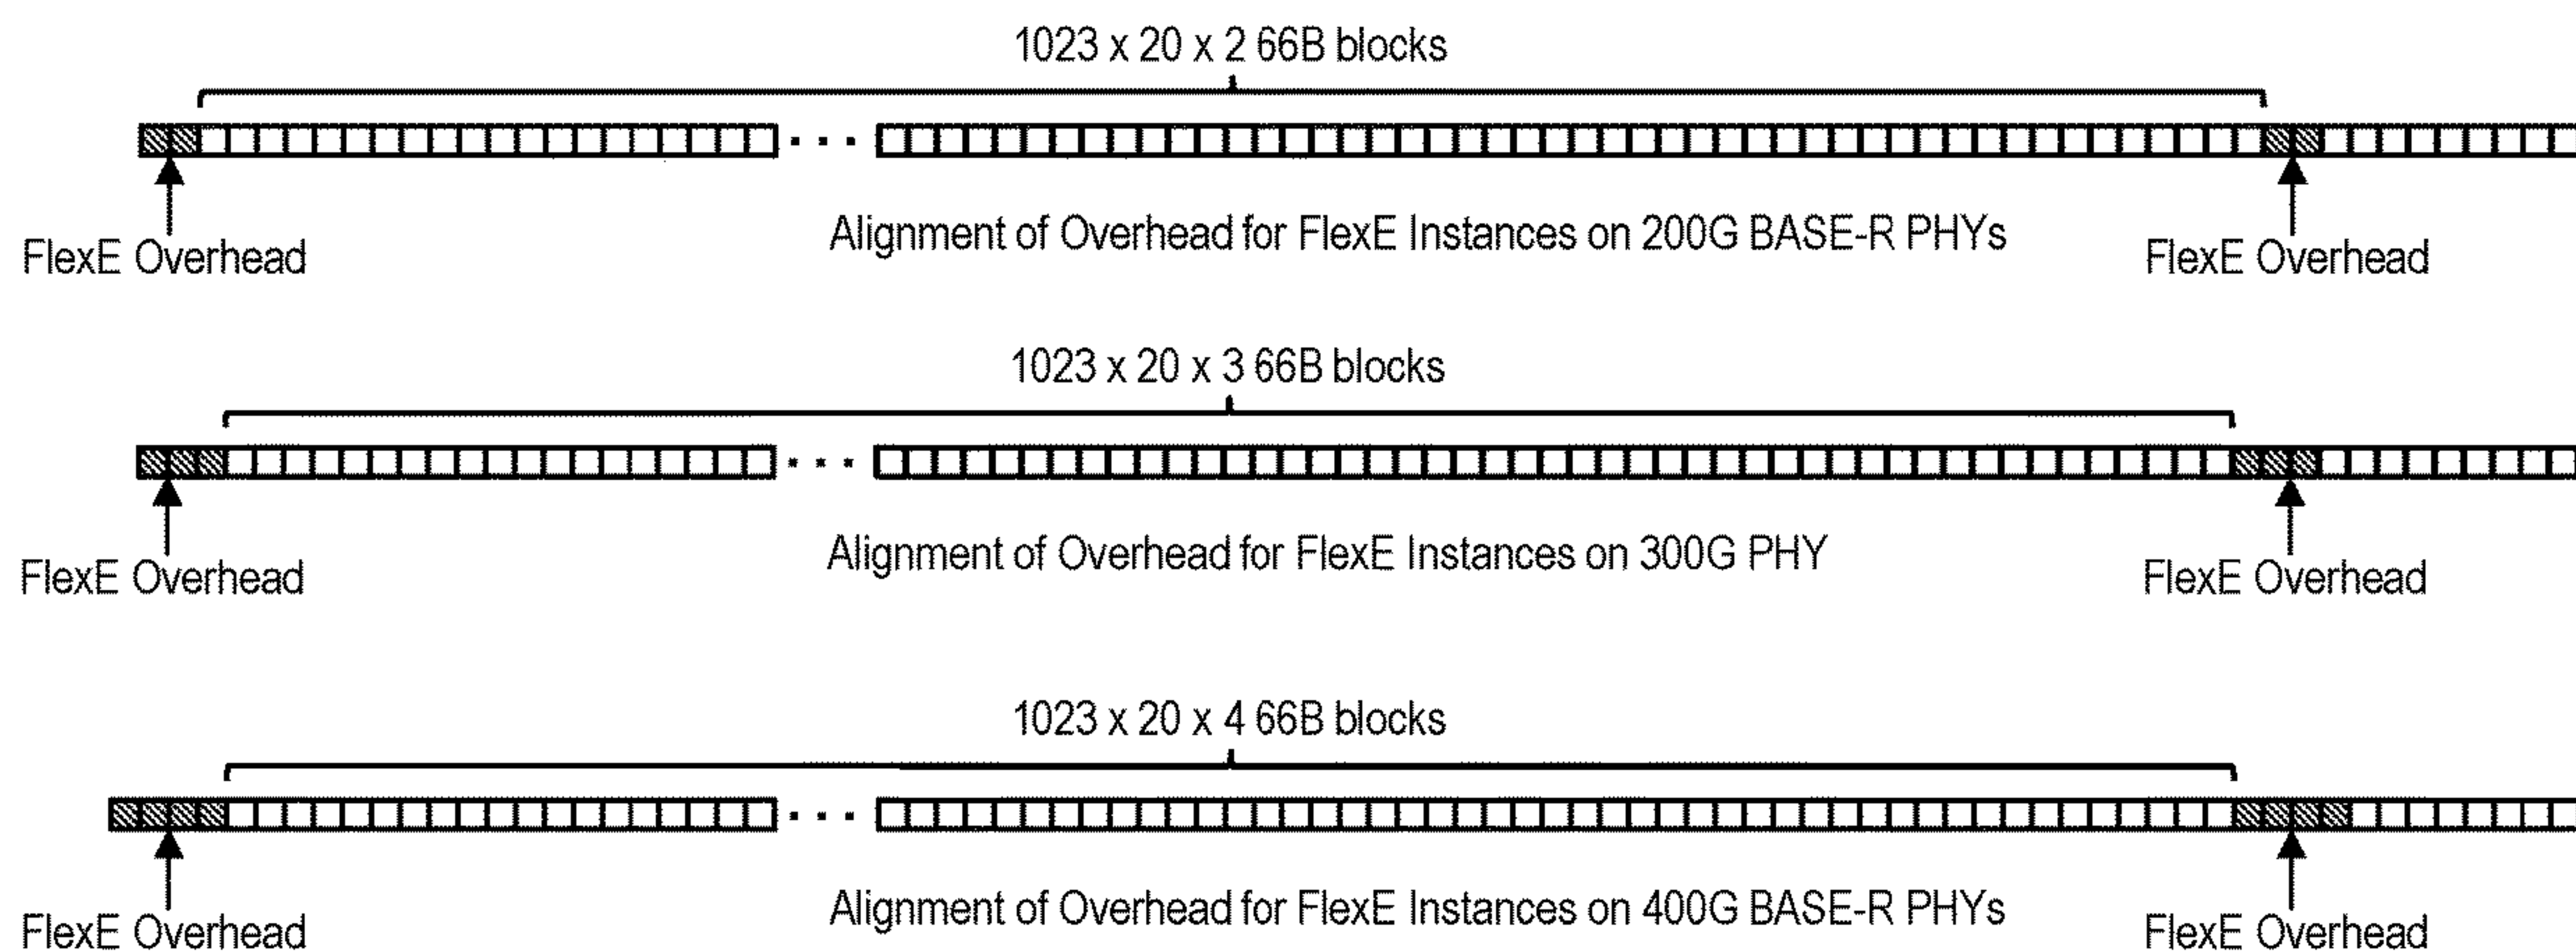 1023 x 20 x 2 66B blocks
Alignment of Overhead for FlexE Instances on 200G BASE-R PHYs
FlexE Overhead
FlexE Overhead
1023 x 20 x 3 66B blocks
Alignment of Overhead for FlexE Instances on 300G PHY
FlexE Overhead
FlexE Overhead
1023 x 20 x 4 66B blocks
Alignment of Overhead for FlexE Instances on 400G BASE-R PHYs
FlexE Overhead
FlexE Overhead